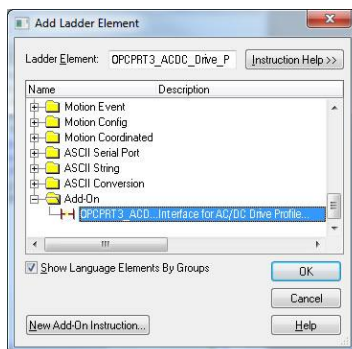 Add Ladder Element
Ladder Element: OPCPRT3_ACDC_Drive_P Instruction Help >>
Name Description
Motion Event
Motion Config
Motion Coordinated
ASCII Serial Port
ASCII String
ASCII Conversion
Add-On
OPCPRT3_ACD...Interface for AC/DC Drive Profile...
Show Language Elements By Groups
OK
Cancel
New Add-On Instruction...
Help